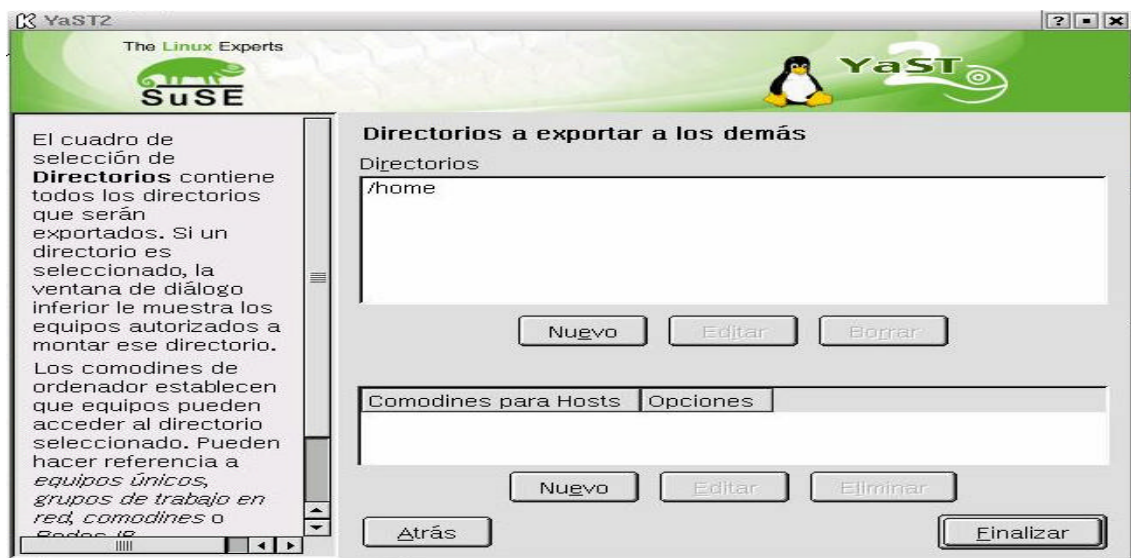 YaST2
The Linux Experts
SuSE
YaST
2
El cuadro de
selección de
Directorios contiene
todos los directorios
que serán
exportados. Si un
directorio es
seleccionado, la
ventana de diálogo
inferior le muestra los
equipos autorizados a
montar ese directorio.
Los comodines de
ordenador establecen
que equipos pueden
acceder al directorio
seleccionado. Pueden
hacer referencia a
equipos únicos,
grupos de trabajo en
red, comodines o
Redes IP
Directorios a exportar a los demás
Directorios
/home
Nuevo Editar Borrar
Comodines para Hosts Opciones
Nuevo Editar Eliminar
Atrás Finalizar